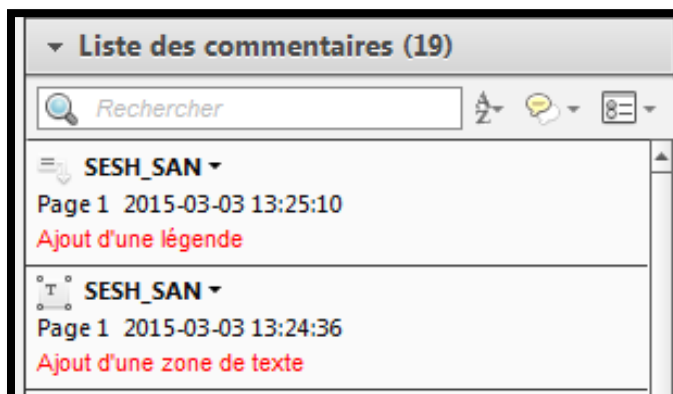 Liste des commentaires (19)
Rechercher
SESH_SAN
Page 1 2015-03-03 13:25:10
Ajout d'une légende
SESH_SAN
Page 1 2015-03-03 13:24:36
Ajout d'une zone de texte